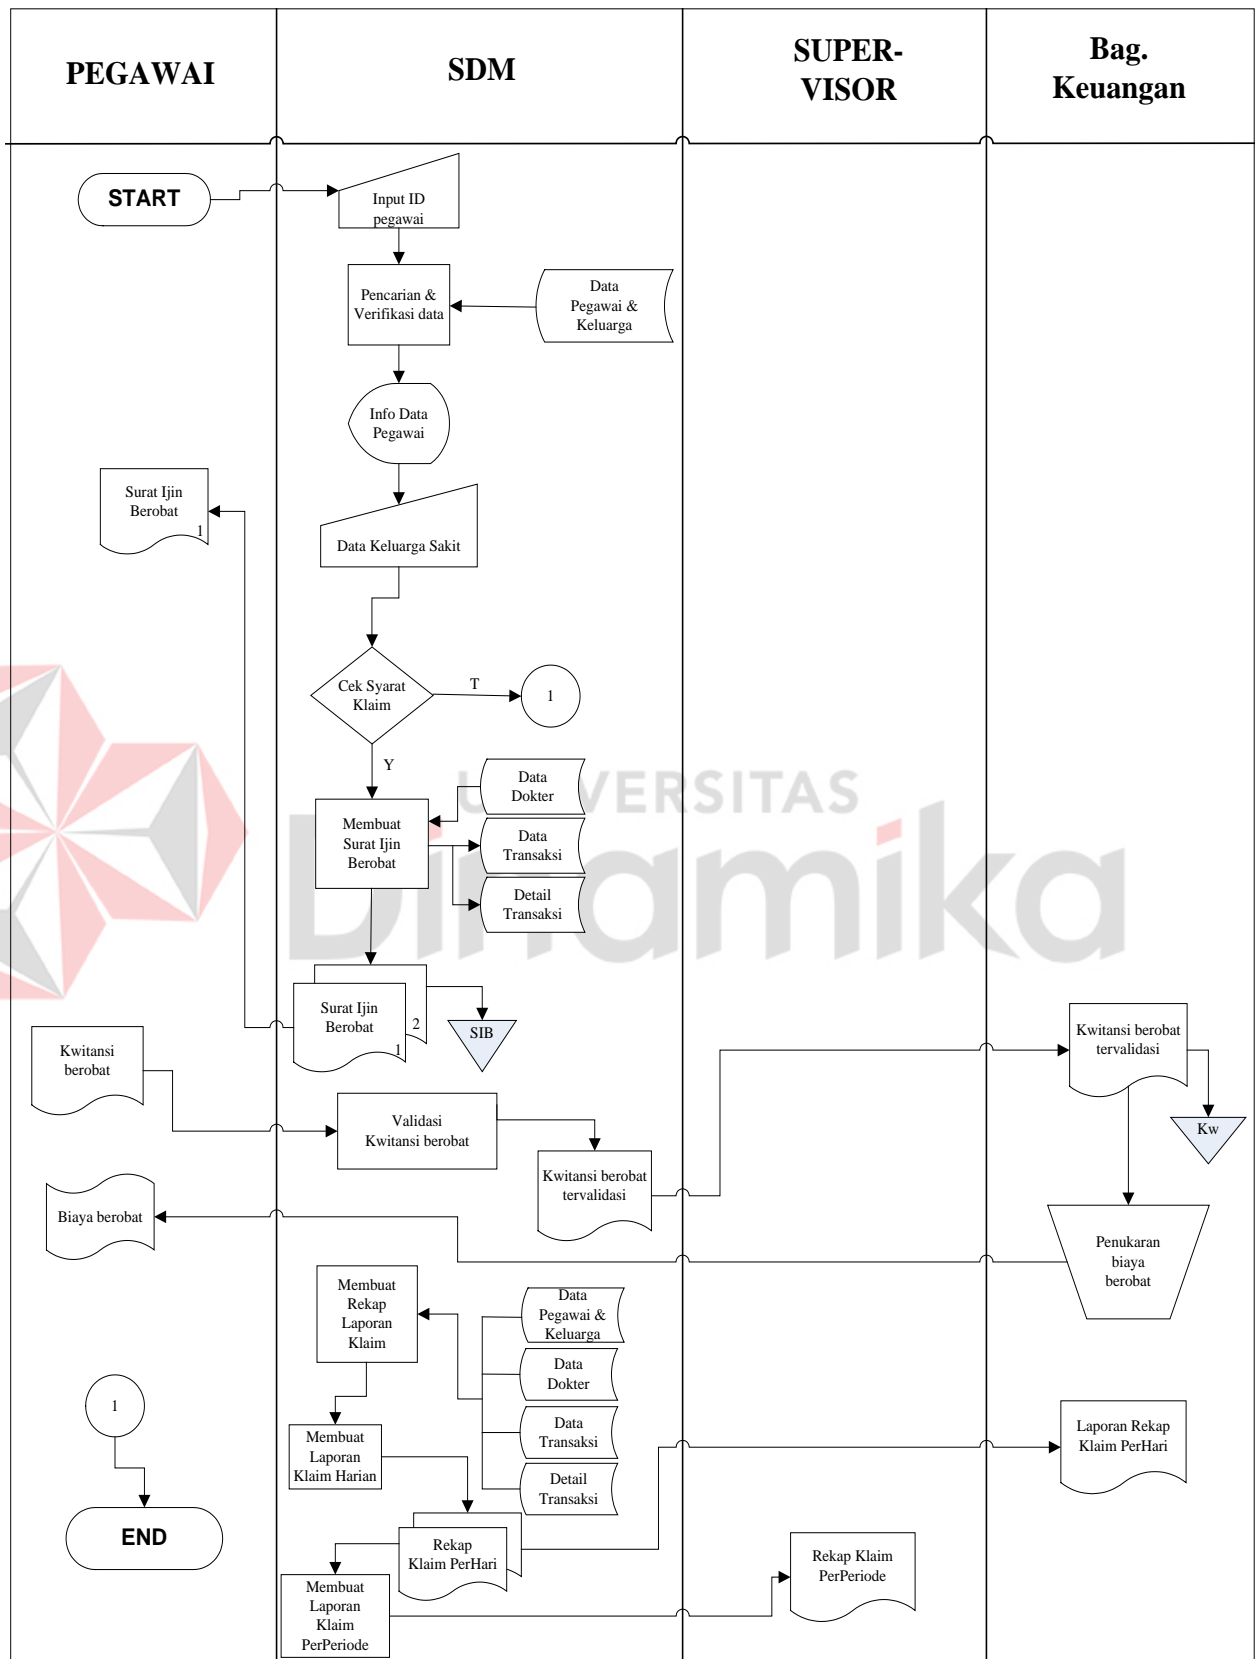 PEGAWAI
SDM
SUPER-
VISOR
Bag.
Keuangan
START
Input ID
pegawai
Pencarian &
Verifikasi data
Data
Pegawai &
Keluarga
Info Data
Pegawai
Surat Ijin
Berobat
1
Data Keluarga Sakit
Cek Syarat
Klaim
T
1
Y
UNIVERSITAS
Dinamika
Membuat
Surat Ijin
Berobat
Data
Dokter
Data
Transaksi
Detail
Transaksi
Surat Ijin
Berobat
1
2
SIB
Kwitansi
berobat
Kwitansi berobat
tervalidasi
Kw
Validasi
Kwitansi berobat
Kwitansi berobat
tervalidasi
Biaya berobat
Penukaran
biaya
berobat
Membuat
Rekap
Laporan
Klaim
Data
Pegawai &
Keluarga
Data
Dokter
Data
Transaksi
Detail
Transaksi
1
Membuat
Laporan
Klaim Harian
Laporan Rekap
Klaim PerHari
END
Rekap
Klaim PerHari
Rekap Klaim
PerPeriode
Membuat
Laporan
Klaim
PerPeriode